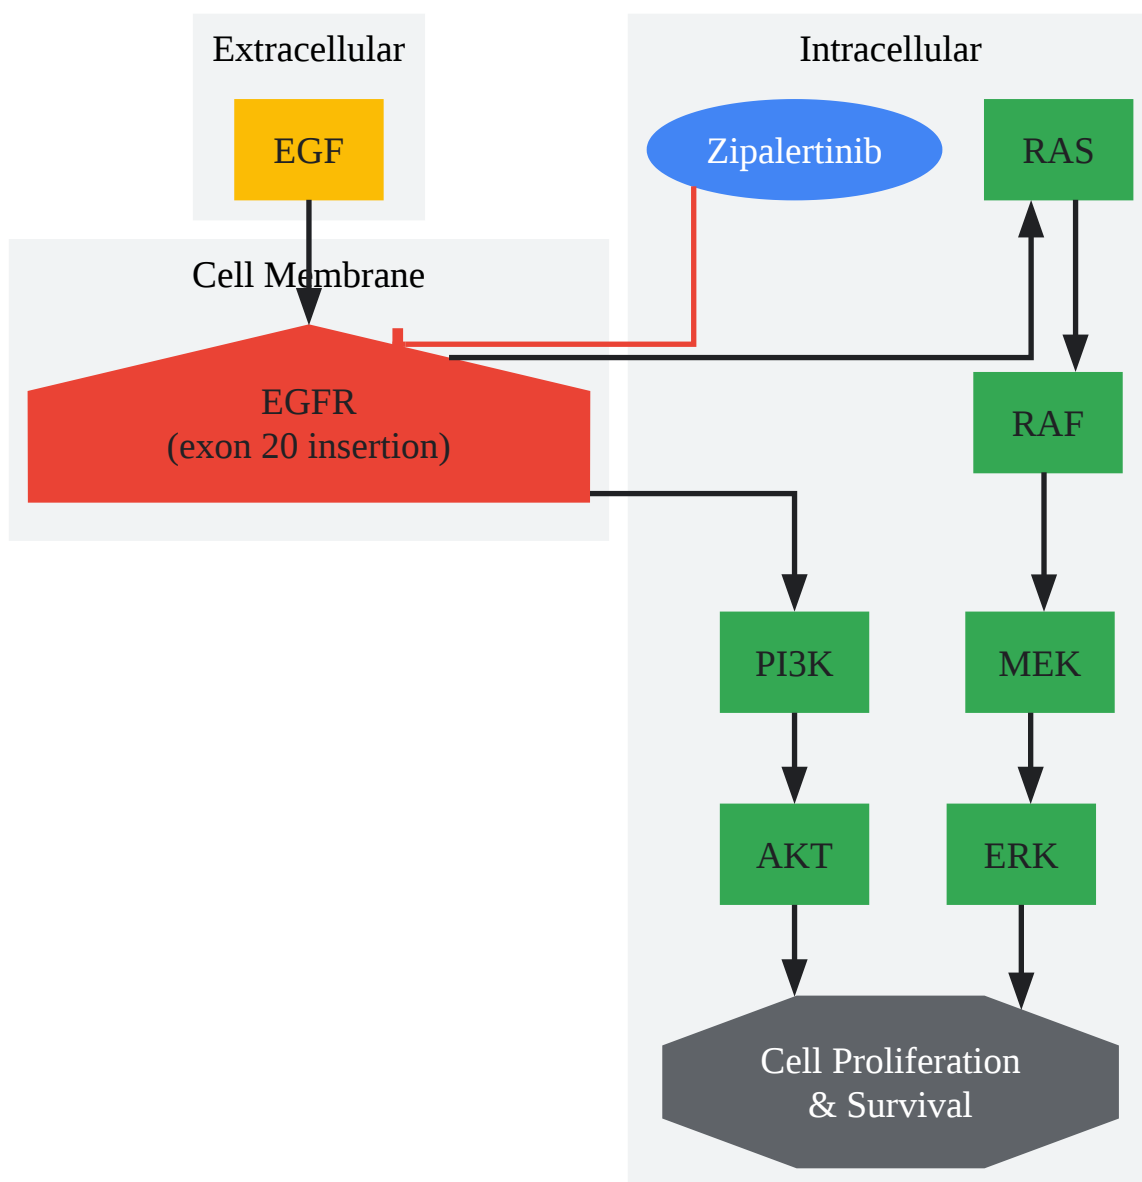 Extracellular
Intracellular
EGF
Zipalertinib
RAS
Cell Membrane
EGFR
(exon 20 insertion)
RAF
PI3K
MEK
AKT
ERK
Cell Proliferation
& Survival